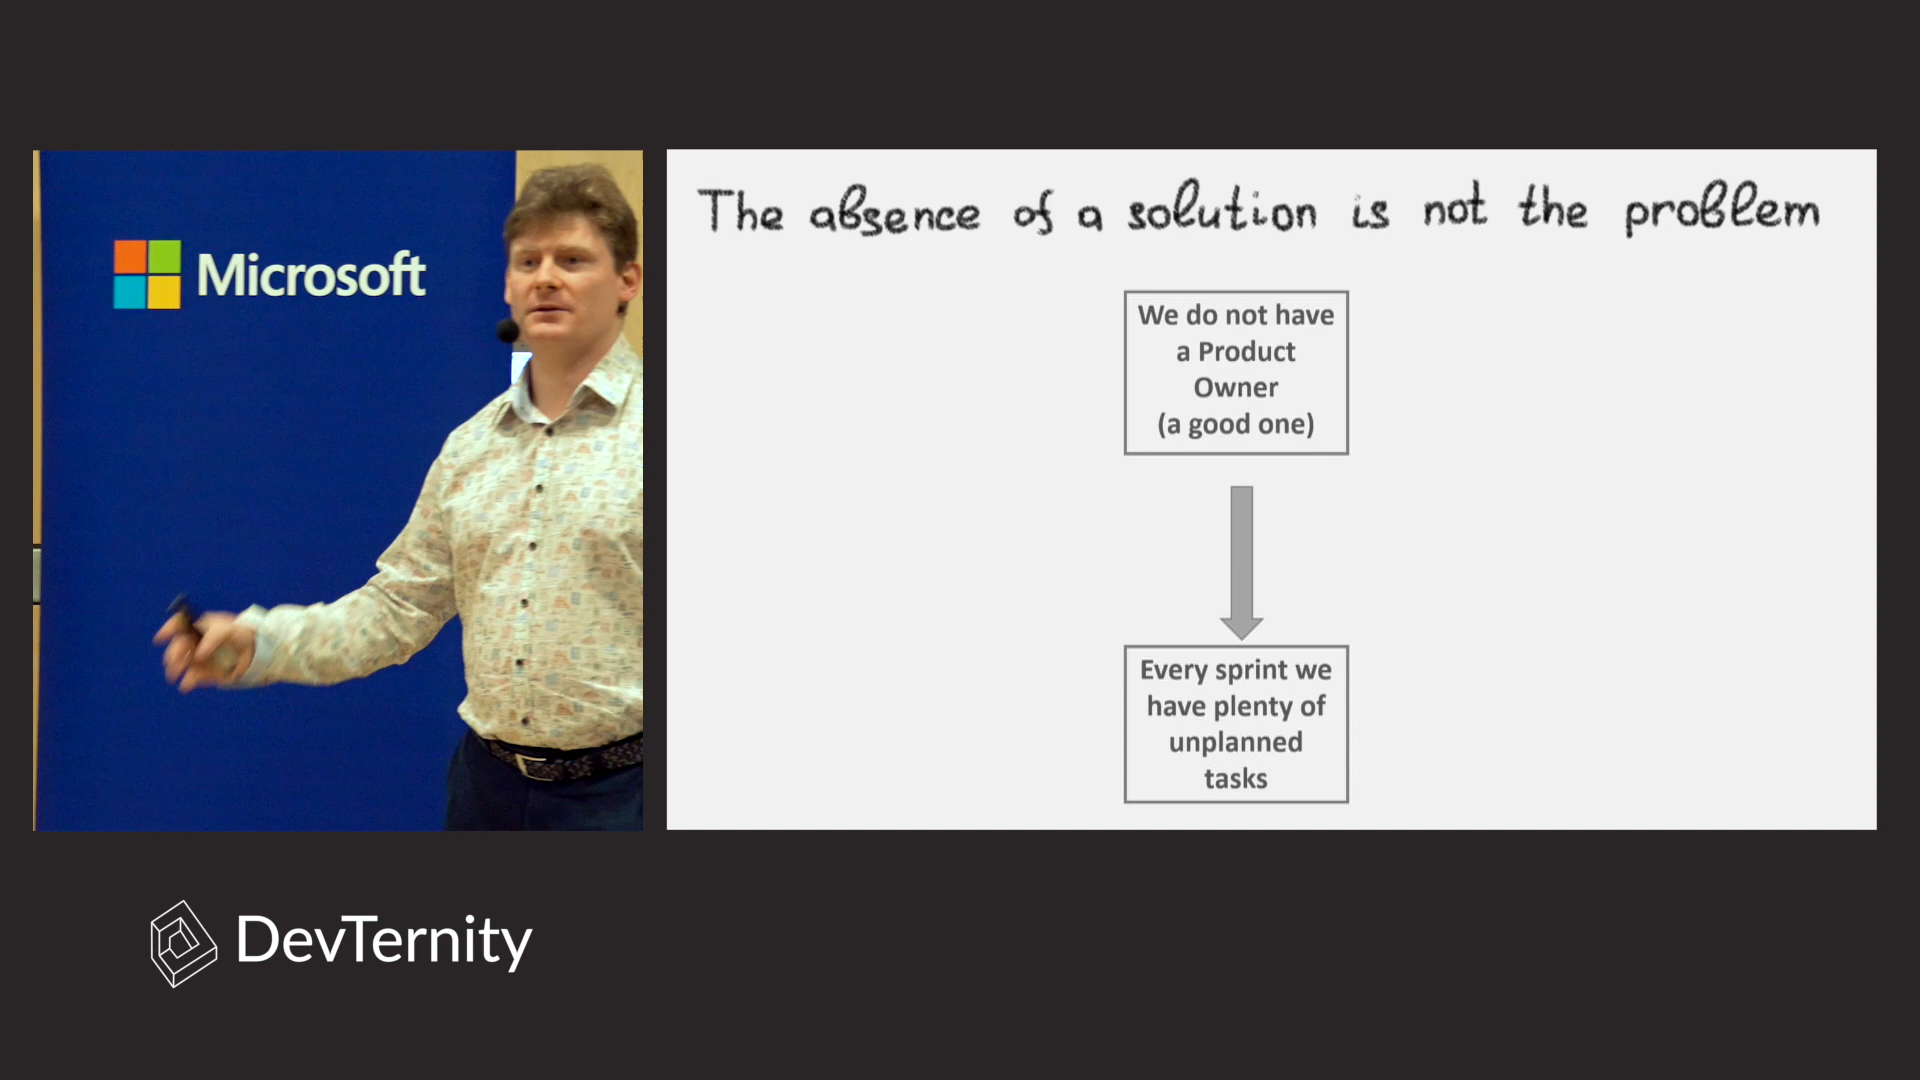 Microsoft
The absence of a solution is not the problem
We do not have
a Product
Owner
(a good one)
Every sprint we
have plenty of
unplanned
tasks
DevTernity